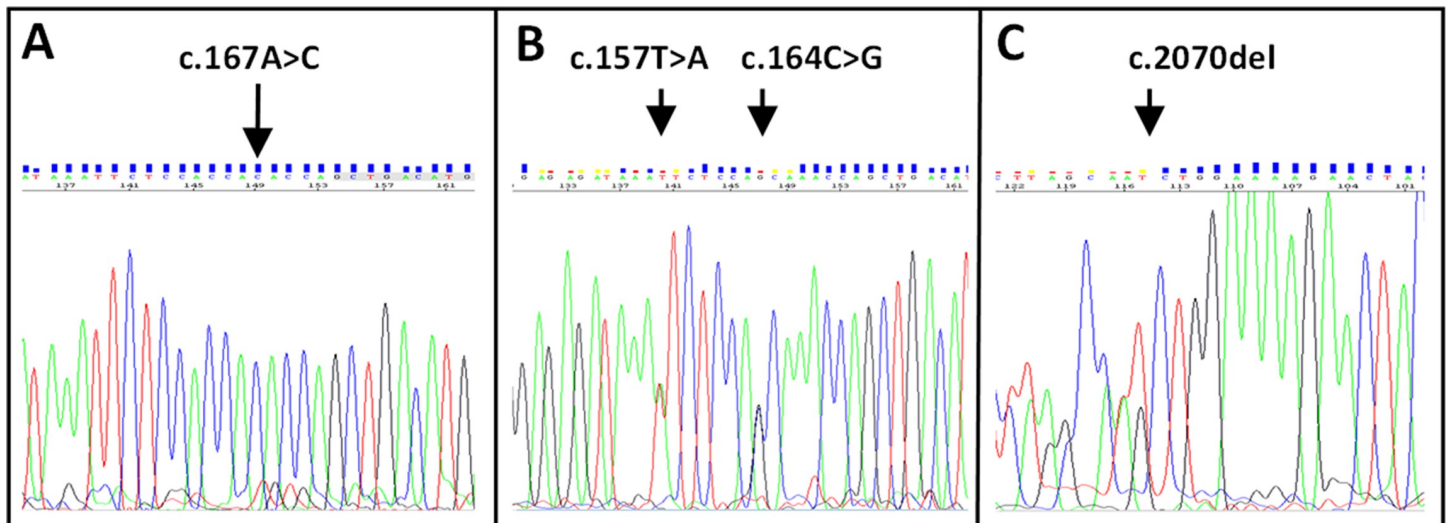 A
c.167A>C
A T A A A T T C T C C A C C A C A C C A G C T G A C A T G
137 141 145 149 153 157 161
B
c.157T>A c.164C>G
G A G A G A T A A A T T C T C C A G C A A A C C A G C T G A C A T
133 137 141 145 149 153 157 161
C
c.2070del
C T T A G C A A T C T G G A A A A G A A C T A
122 119 116 113 110 107 104 101